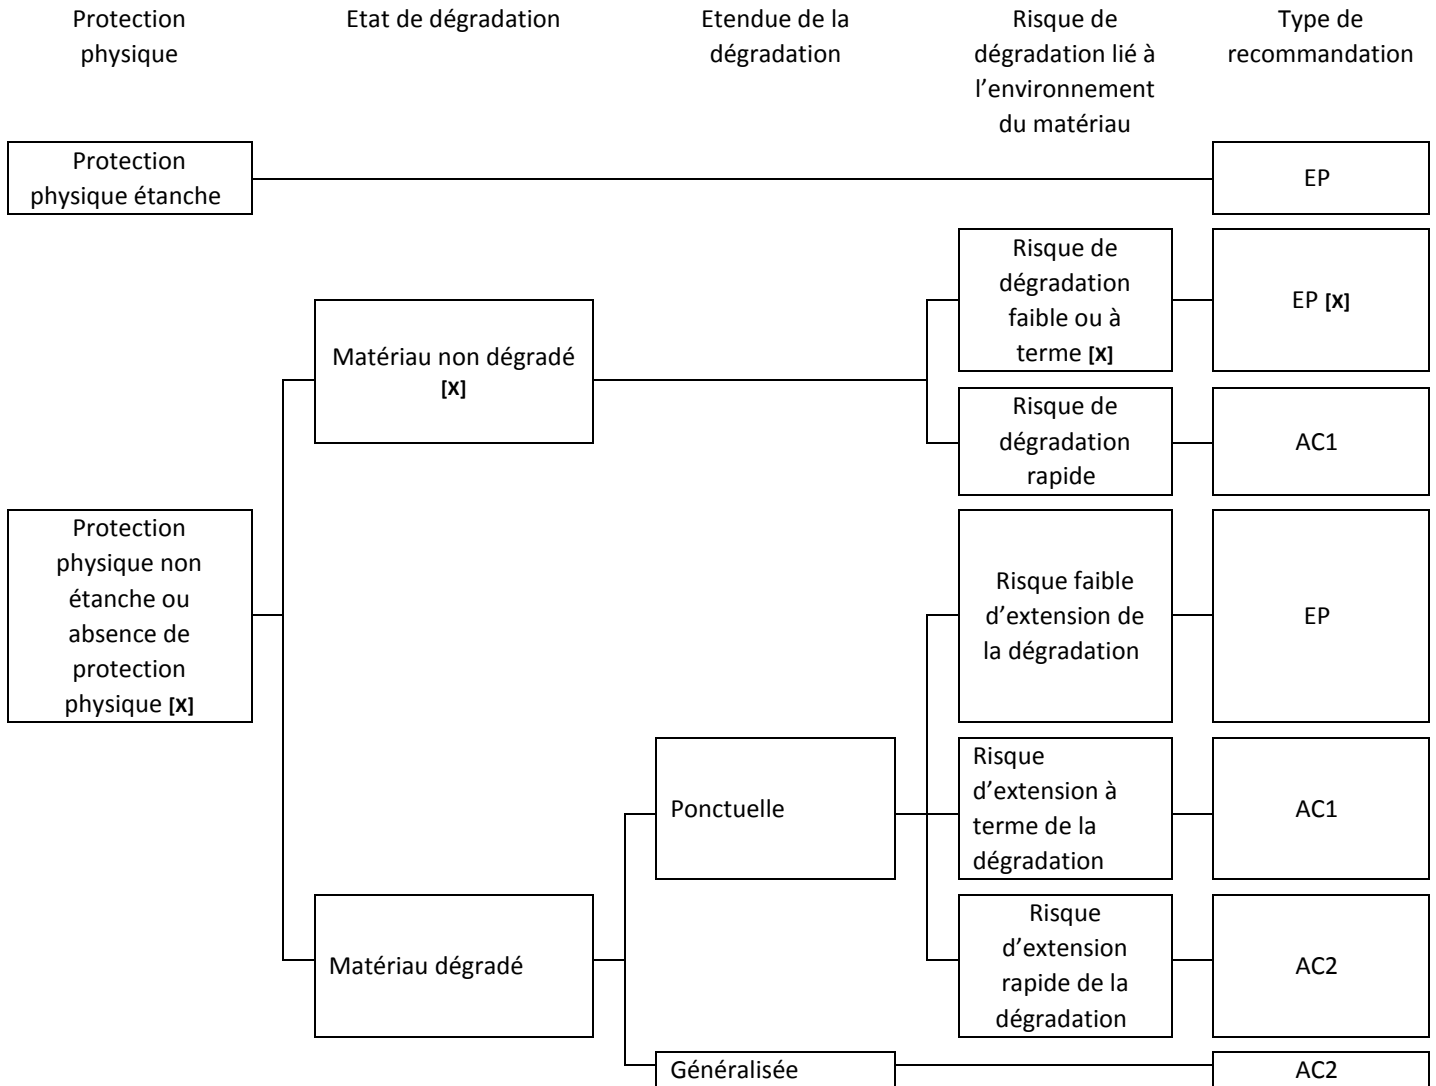 Protection
physique
Etat de dégradation
Etendue de la
dégradation
Risque de
dégradation lié à
l’environnement
du matériau
Type de
recommandation
Protection
physique étanche
EP
Risque de
dégradation
faible ou à
terme [X]
EP [X]
Matériau non dégradé
[X]
Risque de
dégradation
rapide
AC1
Protection
physique non
étanche ou
absence de
protection
physique [X]
Risque faible
d’extension de
la dégradation
EP
Ponctuelle
Risque
d’extension à
terme de la
dégradation
AC1
Matériau dégradé
Risque
d’extension
rapide de la
dégradation
AC2
Généralisée
AC2